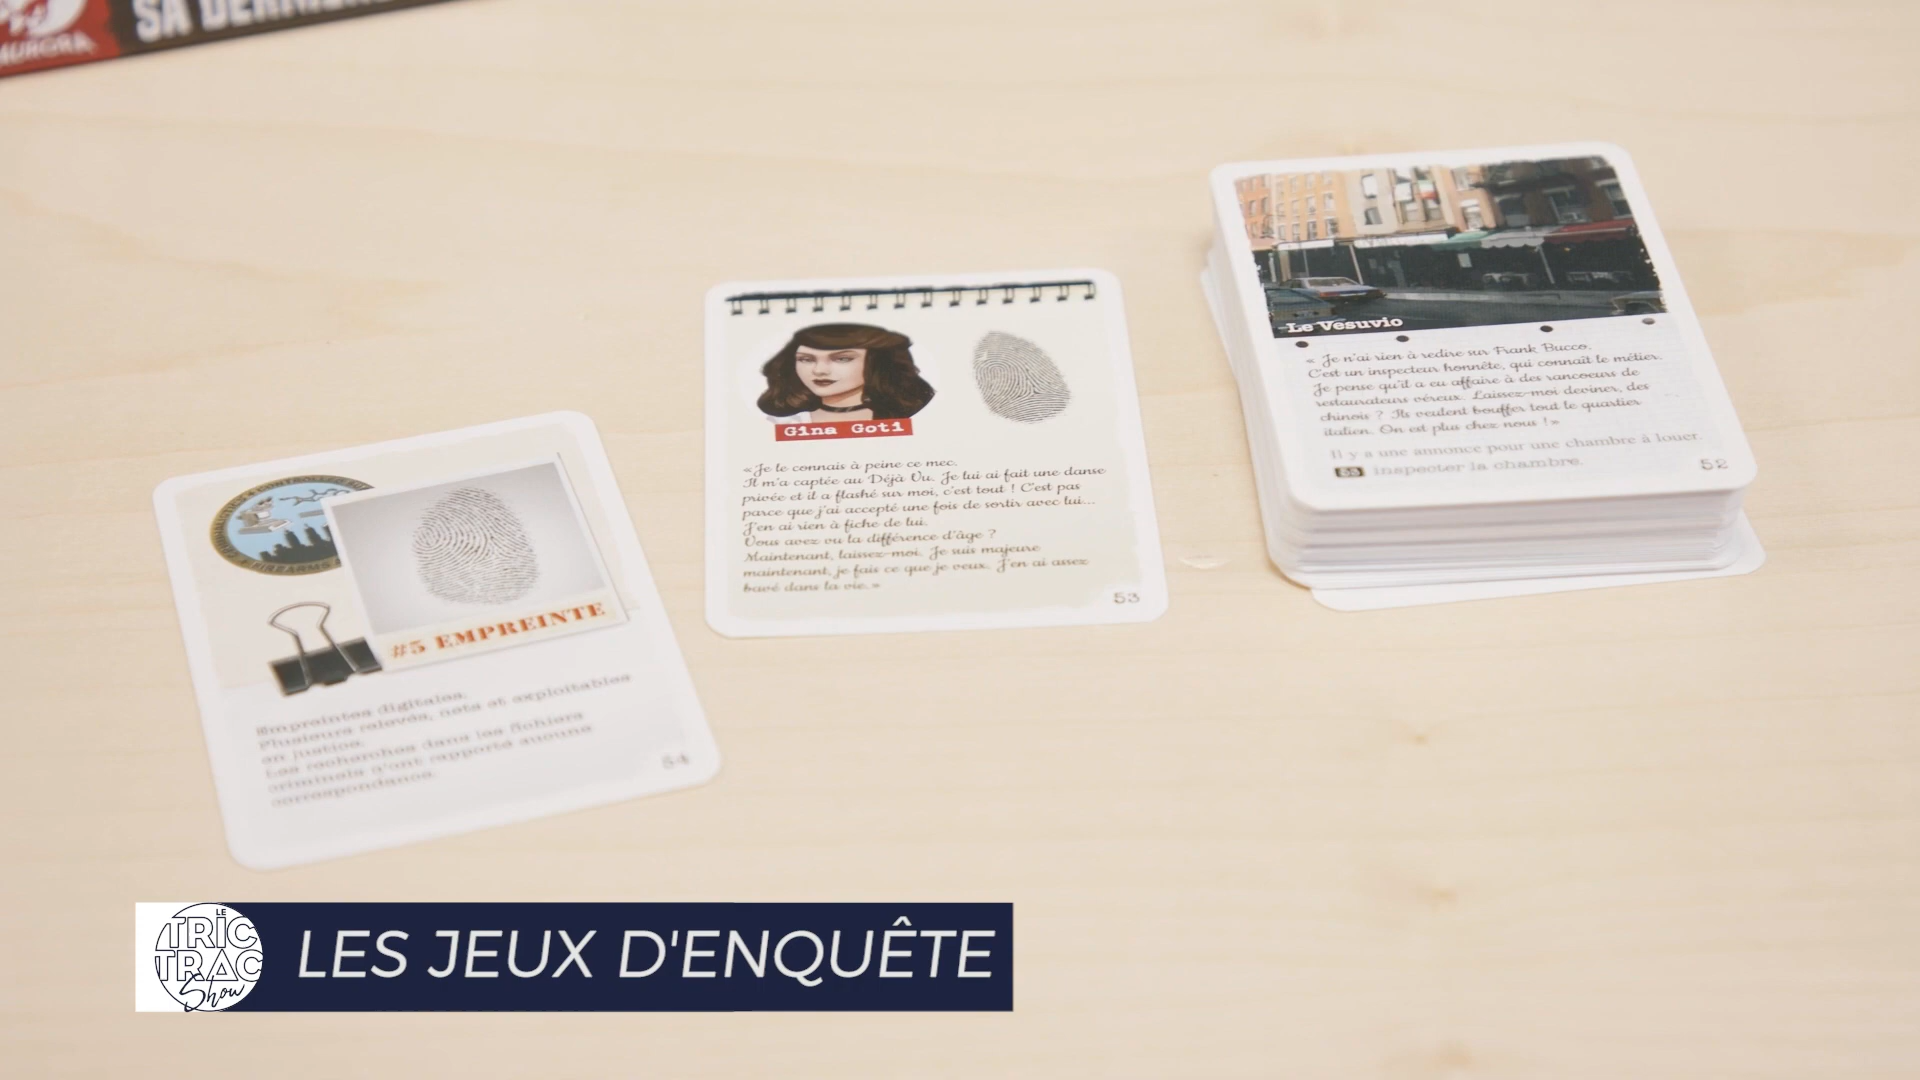 SA DERNIÈRE
AURORA
Le Vesuvio
« Je n'ai rien à redire sur Frank Bucco.
C'est un inspecteur honnête, qui connaît le métier.
Je pense qu'il a eu affaire à des rancoeurs de
restaurateurs véreux. Laissez-moi deviner, des
chinois ? Ils veulent bouffer tout le quartier
italien. On est plus chez nous ! »
Il y a une annonce pour une chambre à louer.
inspecter la chambre.
52
Gina Goti
« Je le connais à peine ce mec.
Il m'a captée au Déjà Vu. Je lui ai fait une danse
privée et il a flashé sur moi, c'est tout ! C'est pas
parce que j'ai accepté une fois de sortir avec lui...
J'en ai rien à fiche de lui.
Vous avez vu la différence d'âge ?
Maintenant, laissez-moi. Je suis majeure
maintenant, je fais ce que je veux. J'en ai assez
bavé dans la vie. »
53
CONTROLLED SUB
FIREARMS
#5 EMPREINTE
Empreintes digitales.
Plusieurs relevés, nets et exploitables
en justice.
Les recherches dans les fichiers
criminels n'ont rapporté aucune
correspondance.
54
LE
TRIC
TRAC
Show
LES JEUX D'ENQUÊTE